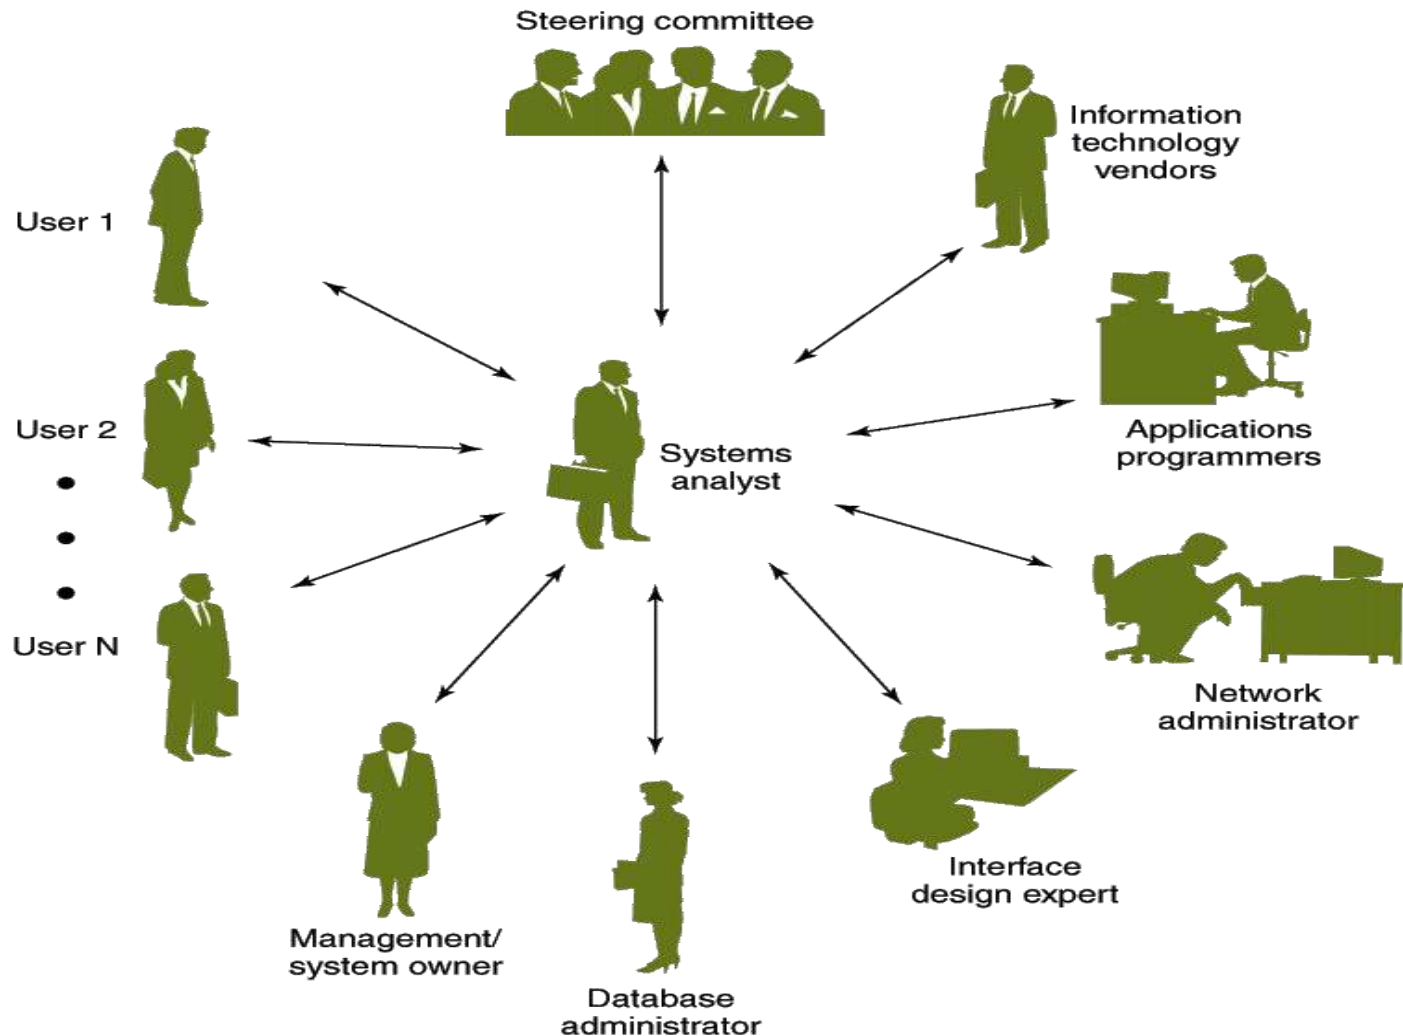 Steering committee
Information
technology
vendors
User 1
Applications
programmers
User 2
Systems
analyst
User N
Network
administrator
Interface
design expert
Management/
system owner
Database
administrator